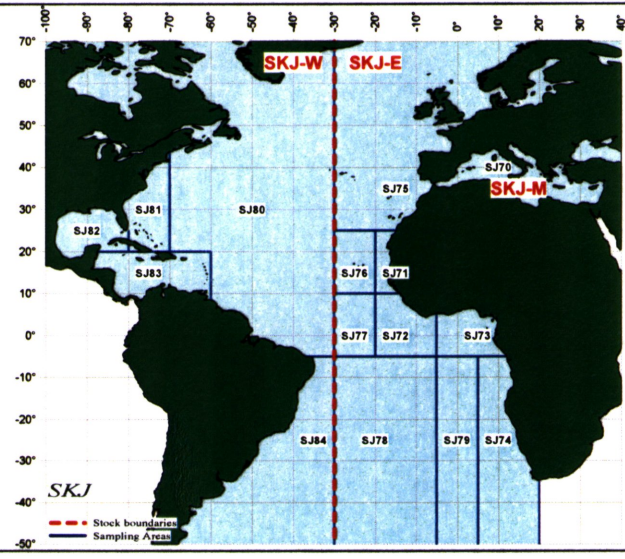 -100° -90° -80° -70° -60° -50° -40° -30° -20° -10° 0° 10° 20° 30° 40°
70°
SKJ-W SKJ-E
60°
50°
40°
SJ70
SJ75 SKJ-M
30°
SJ81 SJ80
SJ82
20°
SJ83 SJ76 SJ71
10°
0°
SJ77 SJ72 SJ73
-10°
-20°
SJ84 SJ78 SJ79 SJ74
-30°
SKJ
-40°
Stock boundaries
Sampling Areas
-50°